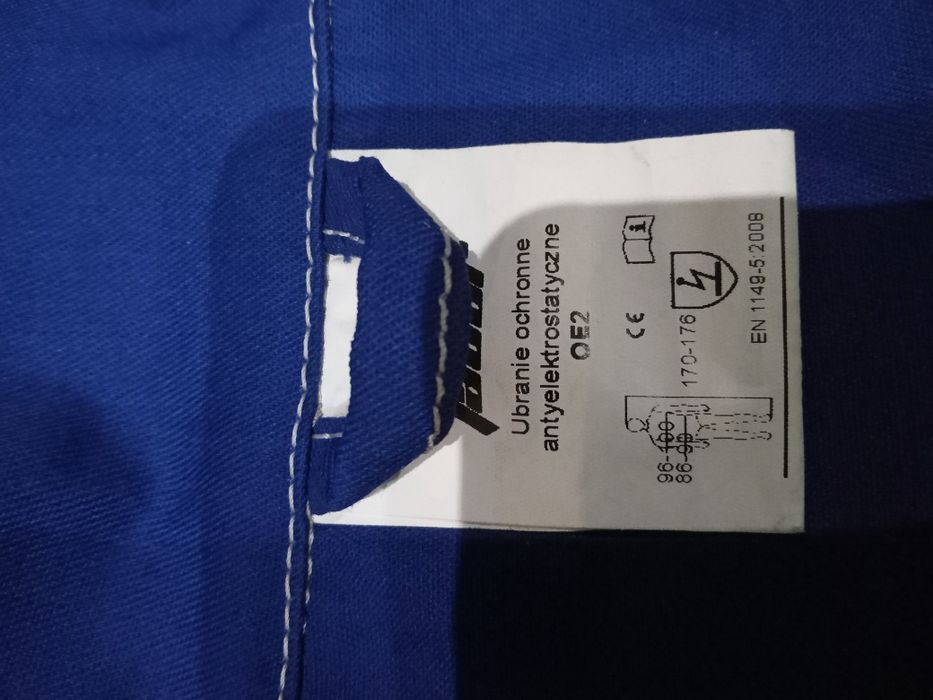 Ubranie ochronne
antyelektrostatyczne
OE2
CE
i
170-176
96-100
86-90
EN 1149-5:2008